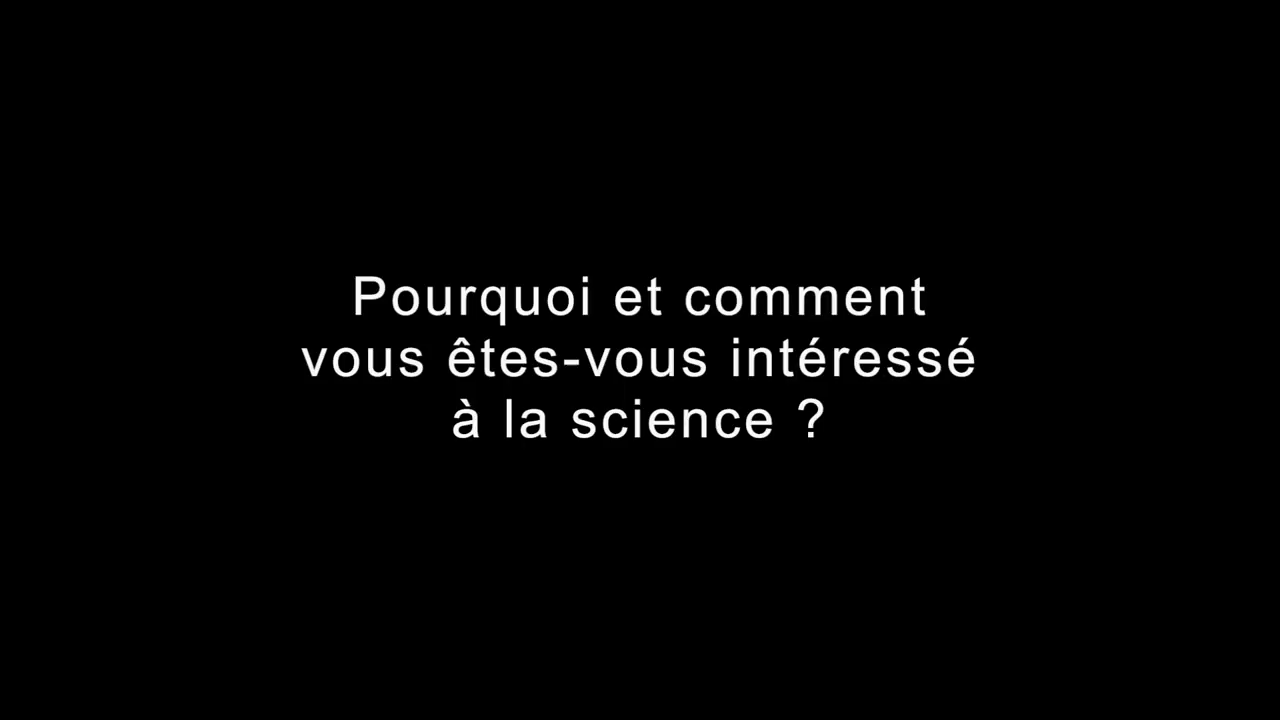 Pourquoi et comment
vous êtes-vous intéressé
à la science ?